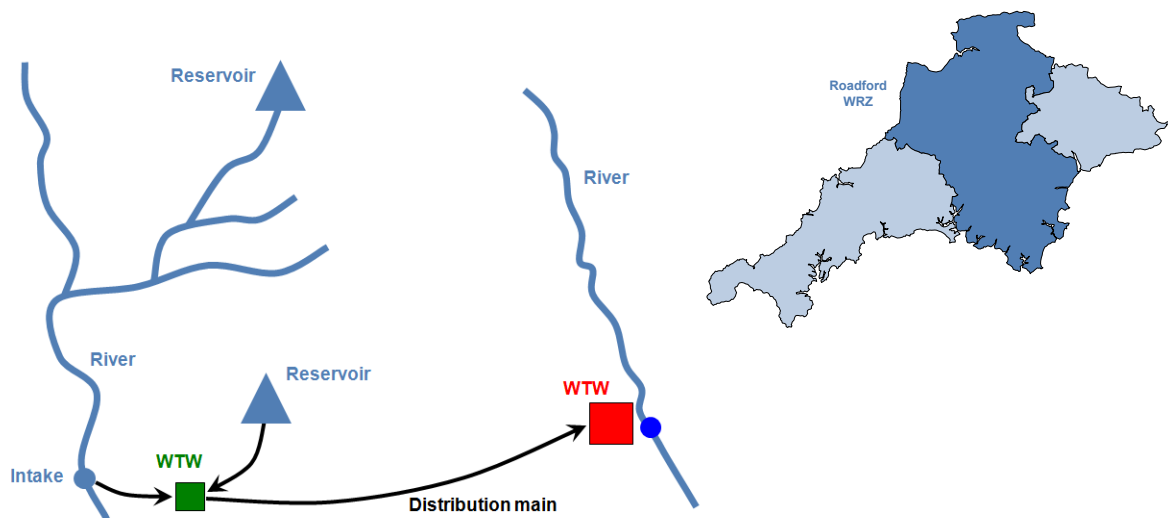 Reservoir
Roadford
WRZ
River
River
Reservoir
WTW
WTW
Intake
Distribution main